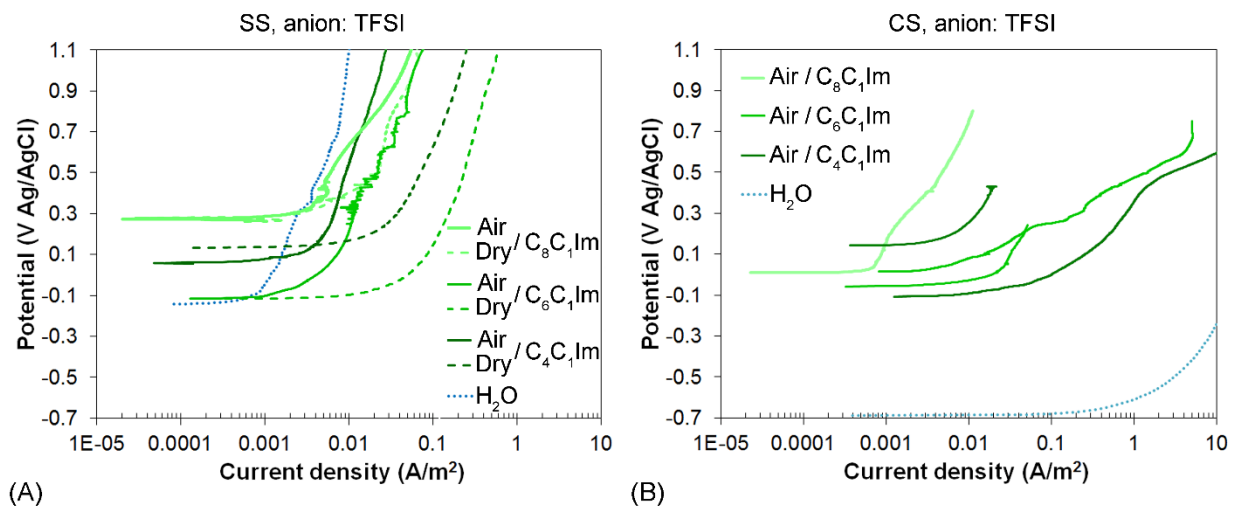 SS, anion: TFSI
Potential (V Ag/AgCl)
1.1
0.9
0.7
0.5
0.3
0.1
-0.1
-0.3
-0.5
-0.7
Air
Dry / C₈C₁Im
Air
Dry / C₆C₁Im
Air
Dry / C₄C₁Im
H₂O
1E-05 0.0001 0.001 0.01 0.1 1 10
Current density (A/m²)
(A)
CS, anion: TFSI
Potential (V Ag/AgCl)
1.1
0.9
0.7
0.5
0.3
0.1
-0.1
-0.3
-0.5
-0.7
Air / C₈C₁Im
Air / C₆C₁Im
Air / C₄C₁Im
H₂O
1E-05 0.0001 0.001 0.01 0.1 1 10
Current density (A/m²)
(B)